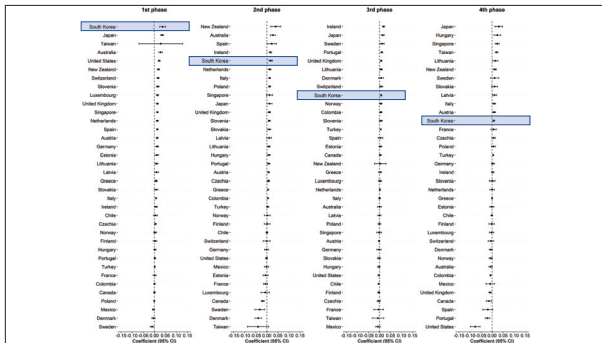 1st phase
South Korea
Japan
Taiwan
Australia
United States
New Zealand
Switzerland
Slovenia
Luxembourg
United Kingdom
Singapore
Netherlands
Spain
Austria
Germany
Estonia
Lithuania
Latvia
Greece
Slovakia
Italy
Ireland
Chile
Czechia
Norway
Finland
Hungary
Portugal
Turkey
France
Colombia
Canada
Poland
Mexico
Denmark
Sweden
-0.15 -0.10 -0.05 0.00 0.05 0.10 0.15
Coefficient (95% CI)
2nd phase
New Zealand
Australia
Spain
Ireland
South Korea
Netherlands
Italy
Poland
Singapore
Japan
United Kingdom
Slovenia
Slovakia
Latvia
Lithuania
Hungary
Portugal
Austria
Czechia
Greece
Colombia
Turkey
Norway
Finland
Chile
Switzerland
Germany
United States
Mexico
Estonia
France
Luxembourg
Canada
Sweden
Denmark
Taiwan
-0.15 -0.10 -0.05 0.00 0.05 0.10 0.15
Coefficient (95% CI)
3rd phase
Ireland
Japan
Sweden
Portugal
United Kingdom
Lithuania
Denmark
Switzerland
South Korea
Norway
Colombia
Slovenia
Turkey
Spain
Estonia
Canada
New Zealand
Greece
Luxembourg
Netherlands
Italy
Australia
Latvia
Poland
Singapore
Austria
Germany
Slovakia
Hungary
United States
Chile
Finland
Czechia
France
Taiwan
Mexico
-0.15 -0.10 -0.05 0.00 0.05 0.10 0.15
Coefficient (95% CI)
4th phase
Japan
Hungary
Singapore
Taiwan
Lithuania
New Zealand
Sweden
Slovakia
Latvia
Italy
Austria
South Korea
France
Czechia
Poland
Turkey
Germany
Ireland
Slovenia
Netherlands
Greece
Estonia
Chile
Finland
Luxembourg
Switzerland
Denmark
Norway
Australia
Colombia
Mexico
United Kingdom
Canada
Spain
Portugal
United States
-0.15 -0.10 -0.05 0.00 0.05 0.10 0.15
Coefficient (95% CI)